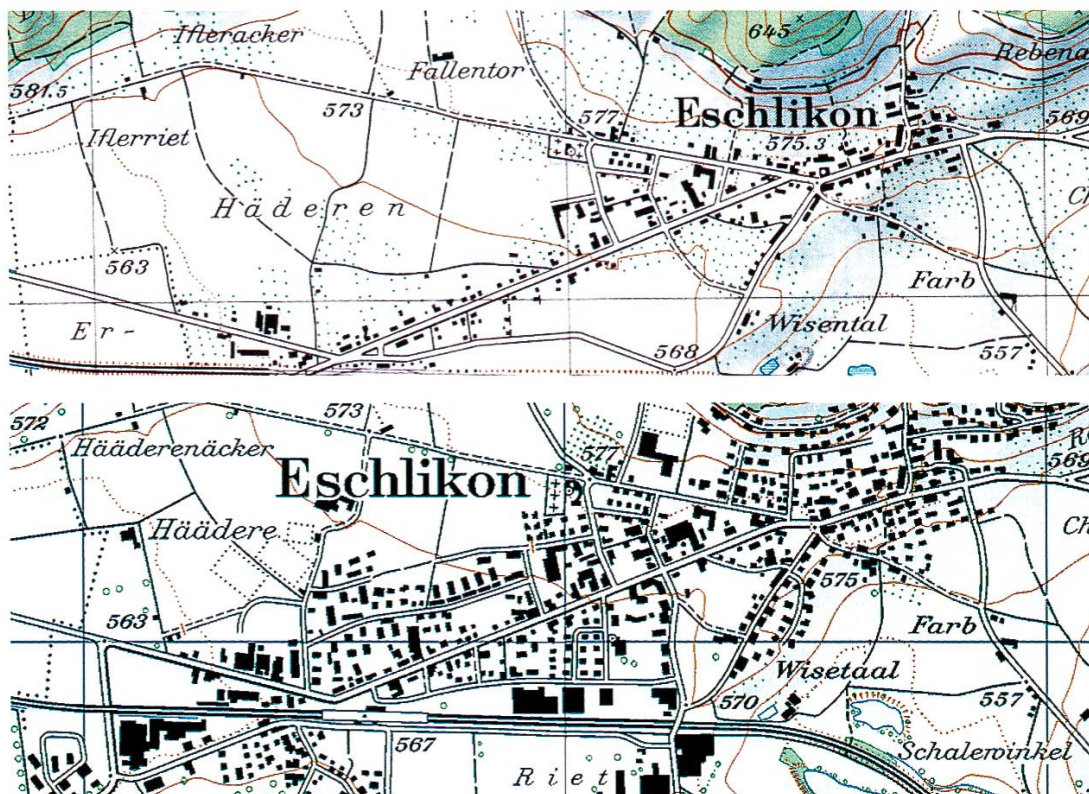 Ifleracker
645
Rebena
Fallentor
581.5
573
577
Eschlikon
569
Iflerriet
575.3
Häderen
C
563
Farb
Er-
Wisental
568
557
572
573
Hääderenäcker
577
R
569
Eschlikon
Häädere
Ch
575
563
Farb
Wisetaal
570
557
567
Schalewinkel
Riet